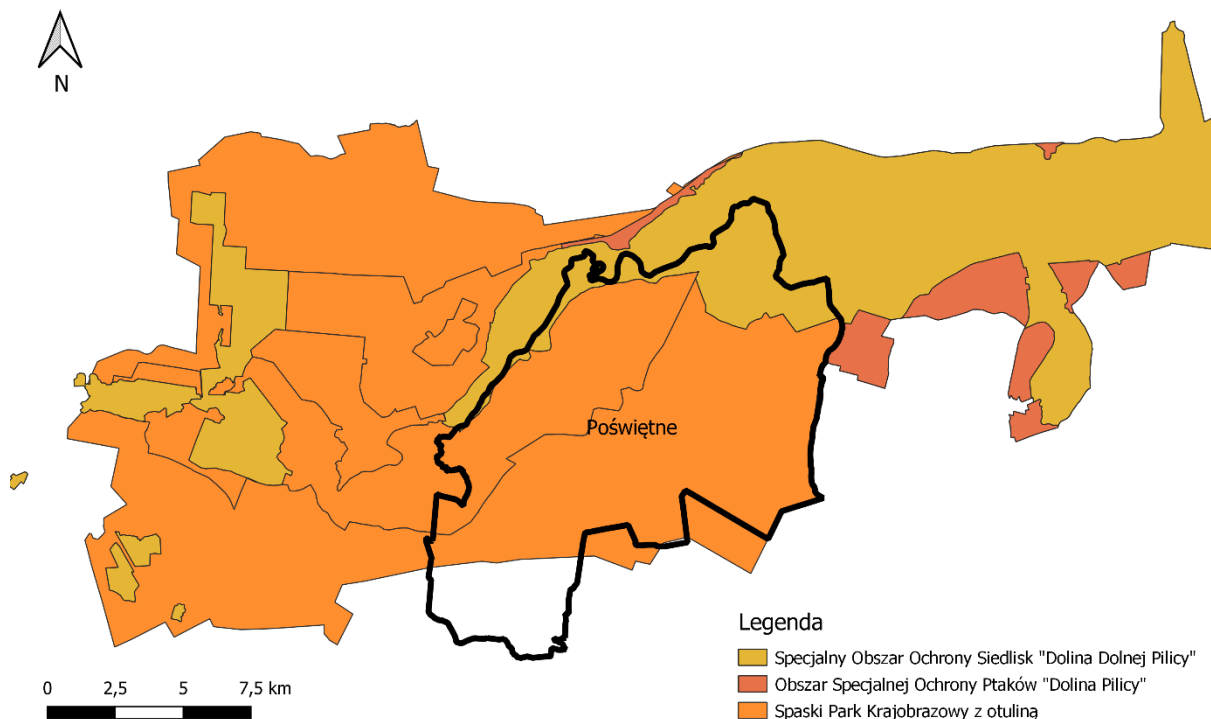 N
Poświętne
Legenda
Specjalny Obszar Ochrony Siedlisk "Dolina Dolnej Pilicy"
Obszar Specjalnej Ochrony Ptaków "Dolina Pilicy"
Spaski Park Krajobrazowy z otuliną
0 2,5 5 7,5 km